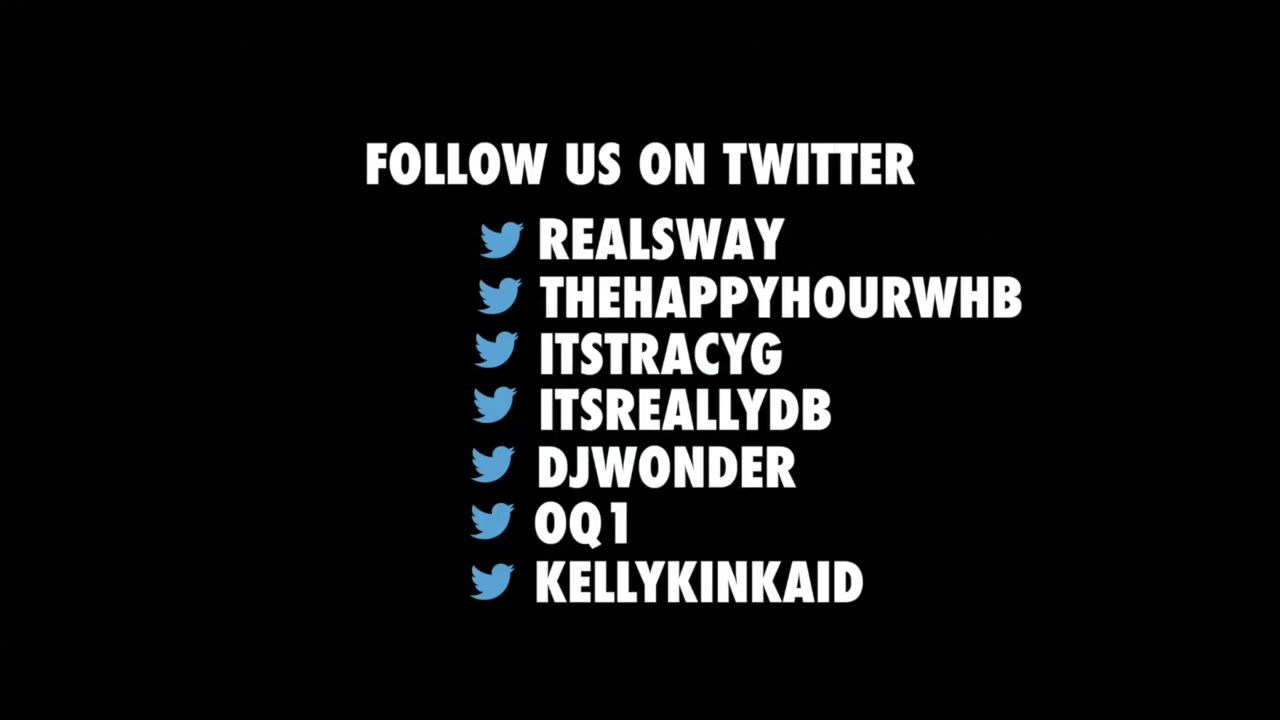 FOLLOW US ON TWITTER
REALSWAY
THEHAPPYHOURWHB
ITSTRACYG
ITSREALLYDB
DJWONDER
OQ1
KELLYKINKAID